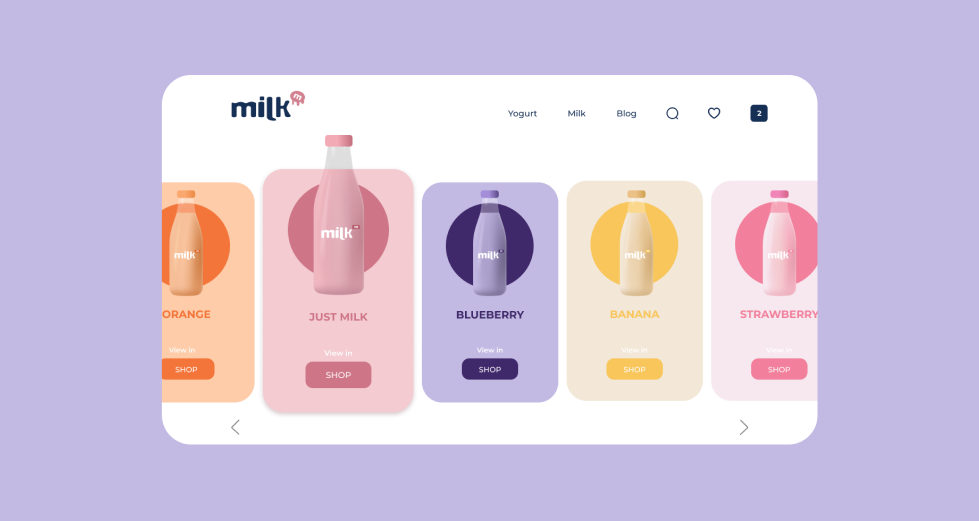 milk m
Yogurt Milk Blog 2
milk
milk
milk
milk
milk
ORANGE
JUST MILK
BLUEBERRY
BANANA
STRAWBERRY
View in
View in
View in
View in
View in
SHOP
SHOP
SHOP
SHOP
SHOP